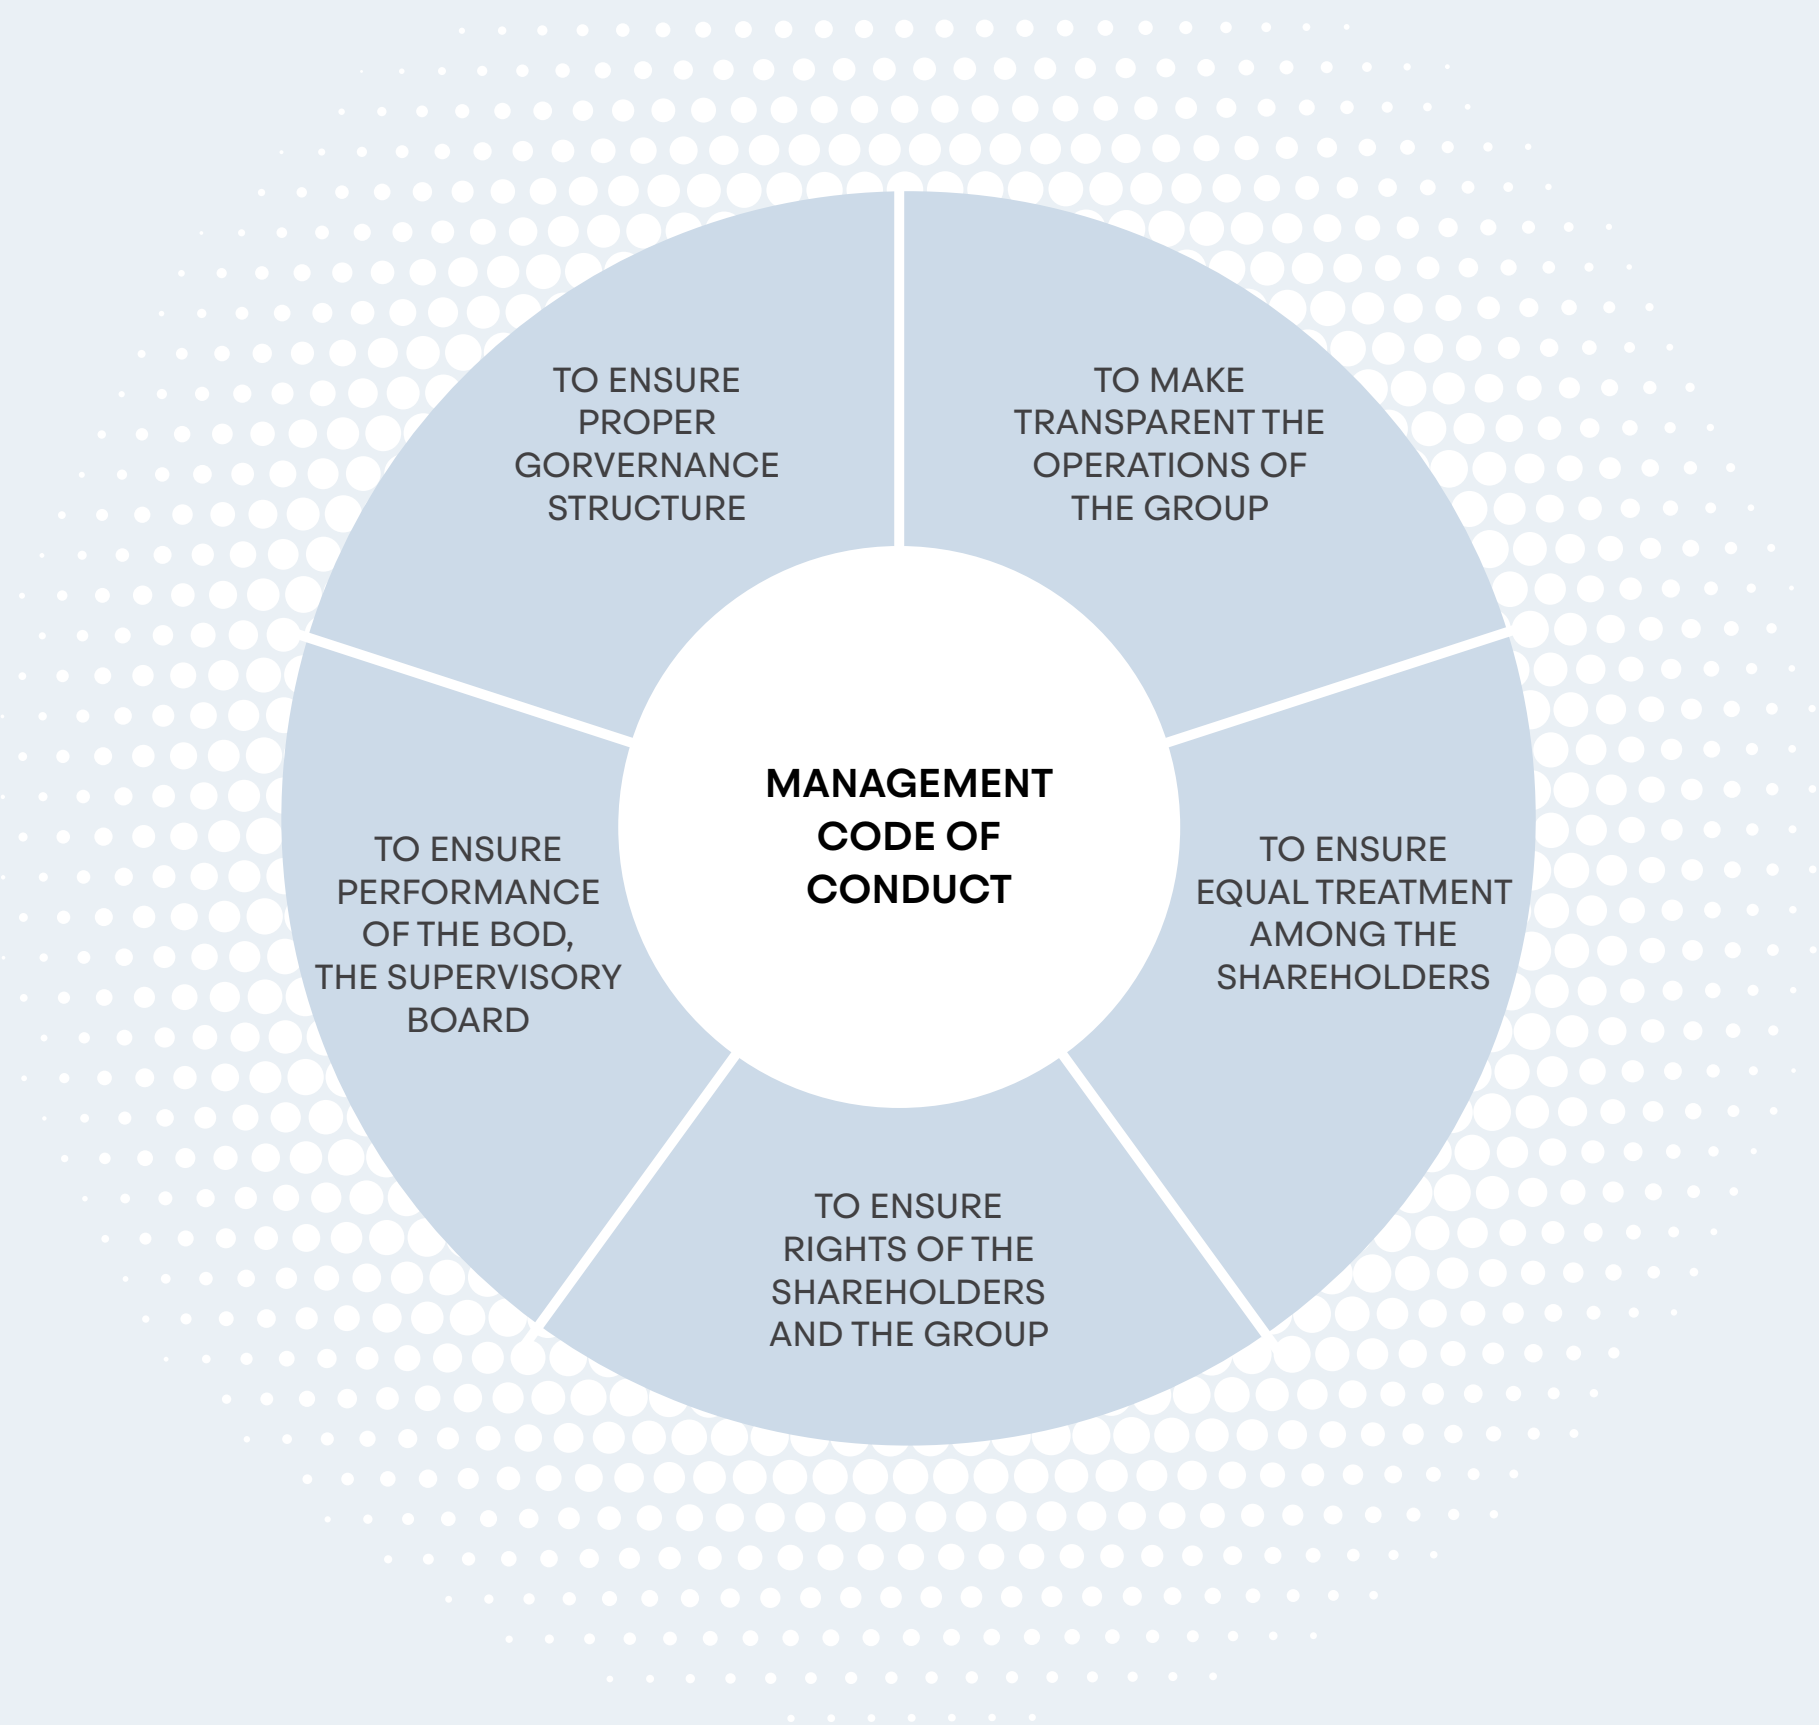 TO ENSURE
PROPER
GORVERNANCE
STRUCTURE
TO MAKE
TRANSPARENT THE
OPERATIONS OF
THE GROUP
MANAGEMENT
CODE OF
CONDUCT
TO ENSURE
PERFORMANCE
OF THE BOD,
THE SUPERVISORY
BOARD
TO ENSURE
EQUAL TREATMENT
AMONG THE
SHAREHOLDERS
TO ENSURE
RIGHTS OF THE
SHAREHOLDERS
AND THE GROUP